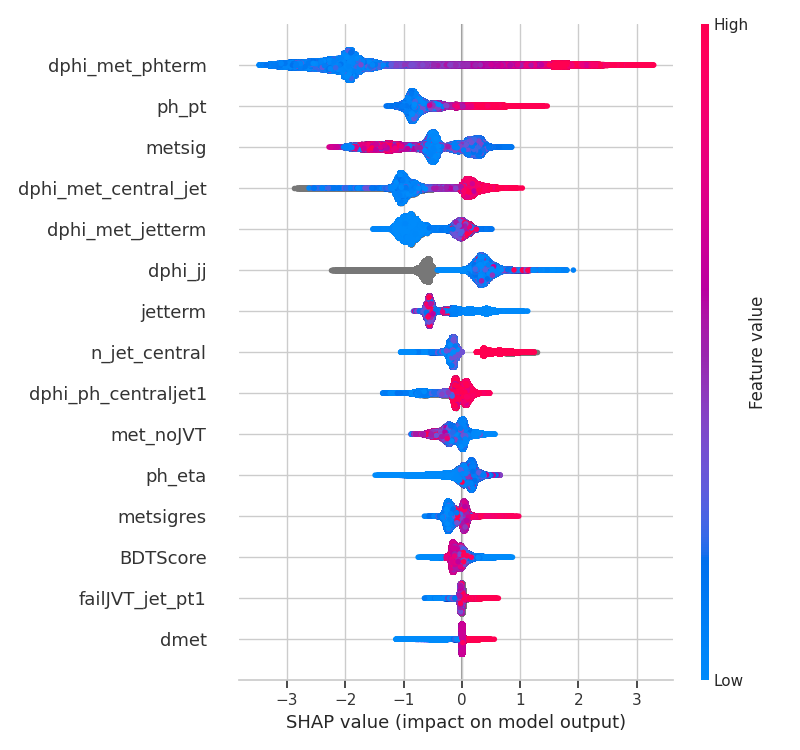 High
dphi_met_phterm
ph_pt
metsig
dphi_met_central_jet
dphi_met_jetterm
dphi_jj
jetterm
n_jet_central
dphi_ph_centraljet1
met_noJVT
ph_eta
metsigres
BDTScore
failJVT_jet_pt1
dmet
Feature value
Low
−3 −2 −1 0 1 2 3
SHAP value (impact on model output)